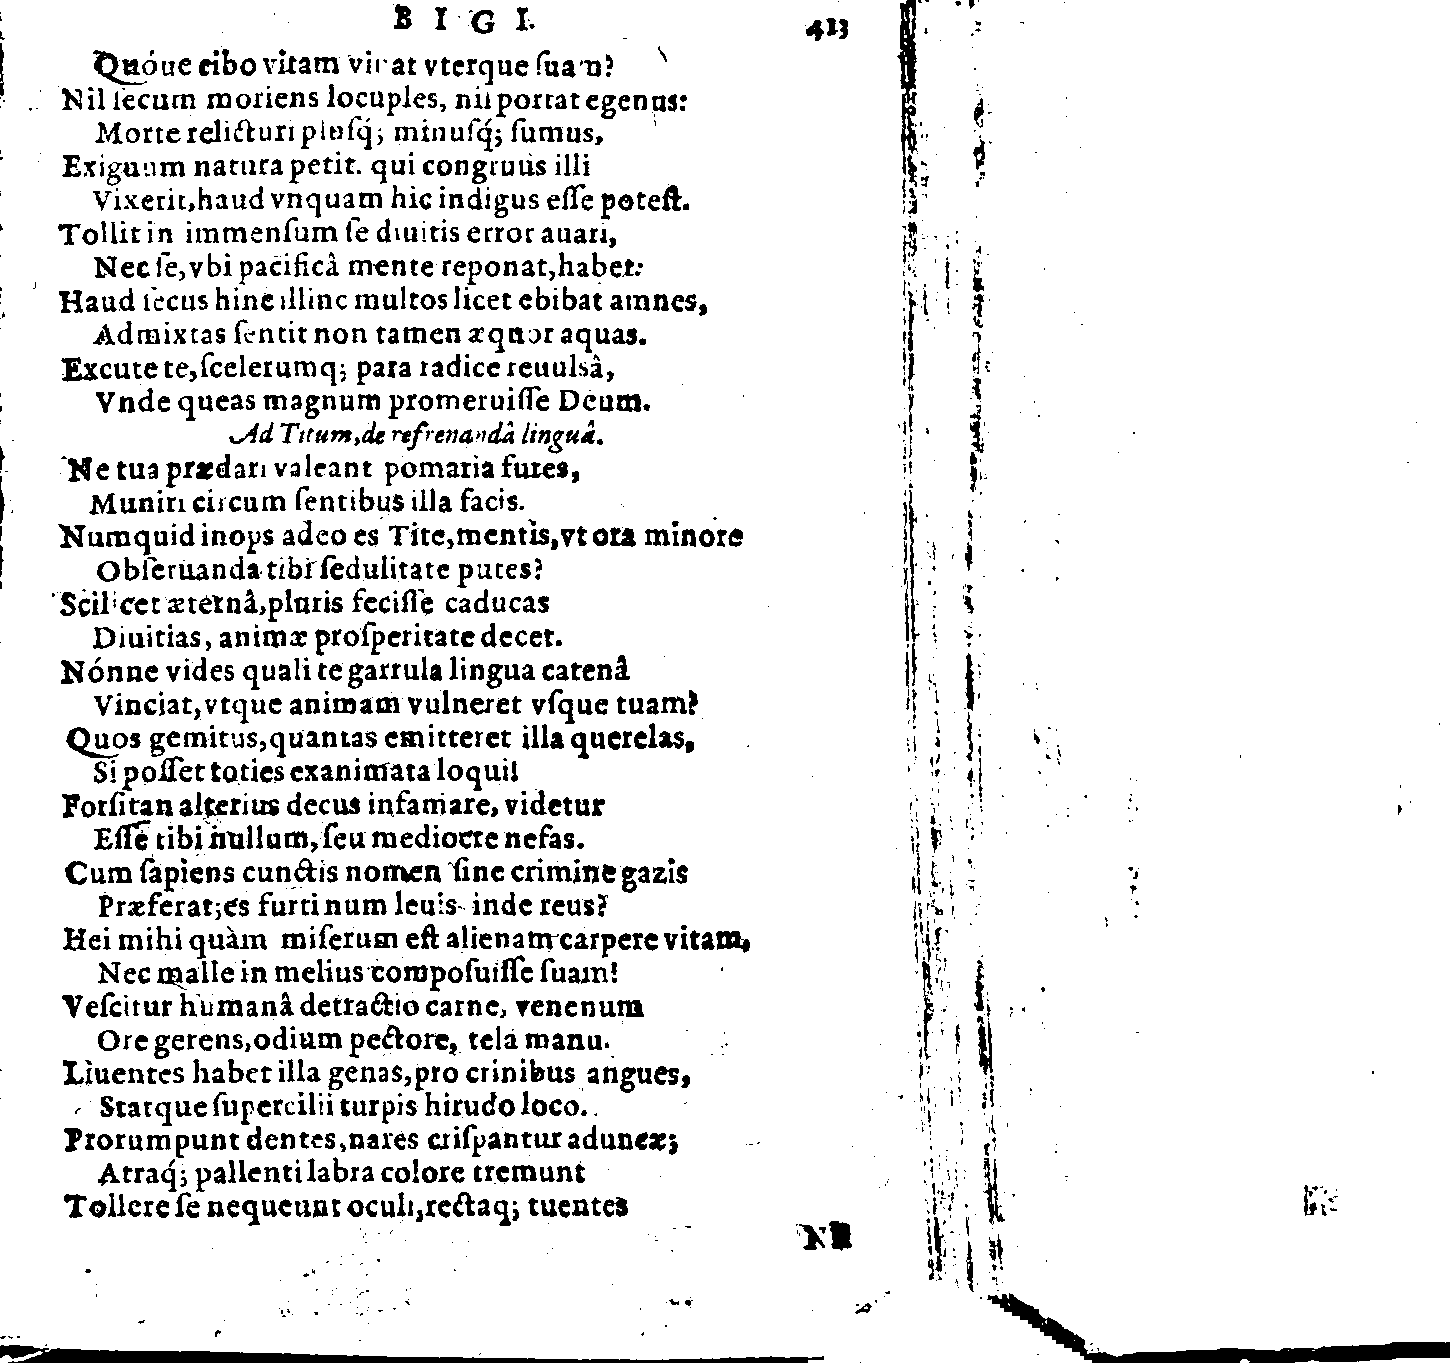 BIGI. 413
Quóue cibo vitam viuat vterque ſuam?
Nil ſecum moriens locuples, nil portat egenus:
Morte relicturi pluſq́; minuſq́; ſumus,
Exiguum natura petit. qui congruus illi
Vixerit, haud vnquam hic indigus eſſe poteſt.
Tollit in immenſum ſe diuitis error auari,
Nec ſe, vbi pacificâ mente reponat, habet:
Haud ſecus hinc illinc multos licet ebibat amnes,
Admixtas ſentit non tamen æquor aquas.
Excute te, ſcelerumq; para radice reuulsâ,
Vnde queas magnum promeruiſſe Deum.
Ad Titum, de refrenandâ linguâ.
Ne tua prædari valeant pomaria fures,
Muniri circum ſentibus illa facis.
Numquid inops adeo es Tite, mentis, vt ora minore
Obſeruanda tibi ſedulitate putes?
Scilicet æternâ, pluris feciſſe caducas
Diuitias, animæ proſperitate decet.
Nónne vides quali te garrula lingua catenâ
Vinciat, vtque animam vulneret vſque tuam?
Quos gemitus, quantas emitteret illa querelas,
Si poſſet toties exanimata loqui!
Forſitan alterius decus infamare, videtur
Eſſe tibi nullum, ſeu mediocre nefas.
Cum ſapiens cunctis nomen ſine crimine gazis
Præferat; es furti num leuis inde reus?
Hei mihi quàm miſerum eſt alienam carpere vitam,
Nec malle in melius compoſuiſſe ſuam!
Veſcitur humanâ detractio carne, venenum
Ore gerens, odium pectore, tela manu.
Liuentes habet illa genas, pro crinibus angues,
Statque ſupercilii turpis hirudo loco.
Prorumpunt dentes, nares criſpantur aduncæ;
Atraq́; pallenti labra colore tremunt
Tollere ſe nequeunt oculi, rectaq; tuentes